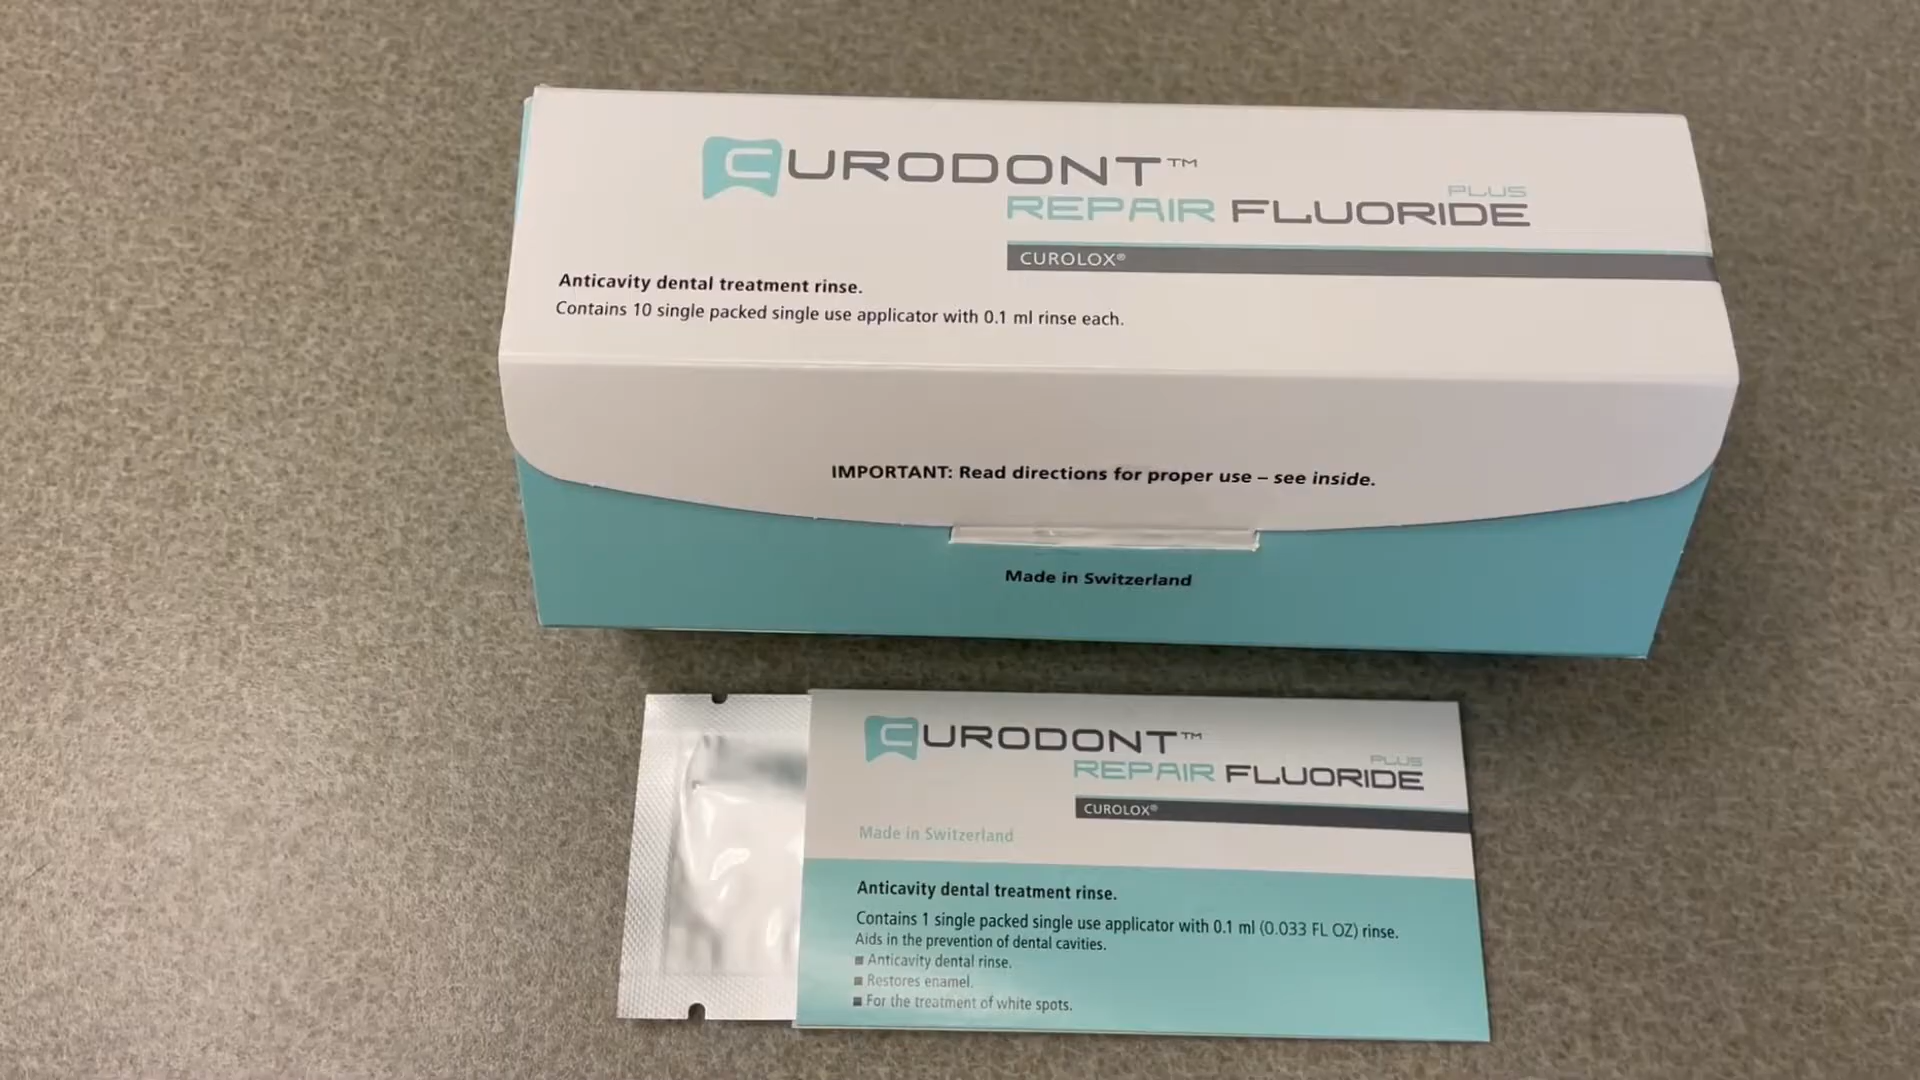 CURODONT™
REPAIR FLUORIDE PLUS
CUROLOX®
Anticavity dental treatment rinse.
Contains 10 single packed single use applicator with 0.1 ml rinse each.
IMPORTANT: Read directions for proper use – see inside.
Made in Switzerland
CURODONT™
REPAIR FLUORIDE PLUS
CUROLOX®
Made in Switzerland
Anticavity dental treatment rinse.
Contains 1 single packed single use applicator with 0.1 ml (0.033 FL OZ) rinse.
Aids in the prevention of dental cavities.
■ Anticavity dental rinse.
■ Restores enamel.
■ For the treatment of white spots.